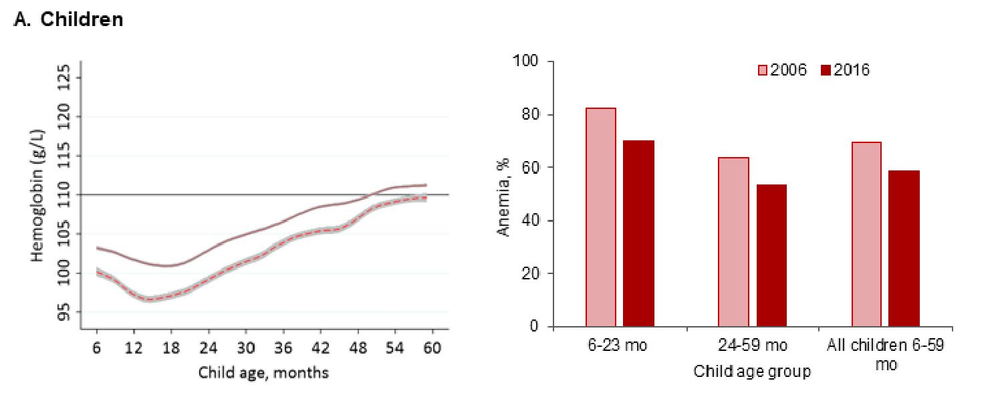 A. Children
125
120
115
110
105
100
95
Hemoglobin (g/L)
6 12 18 24 30 36 42 48 54 60
Child age, months
100
80
60
40
20
0
Anemia, %
2006 2016
6-23 mo 24-59 mo All children 6-59
mo
Child age group